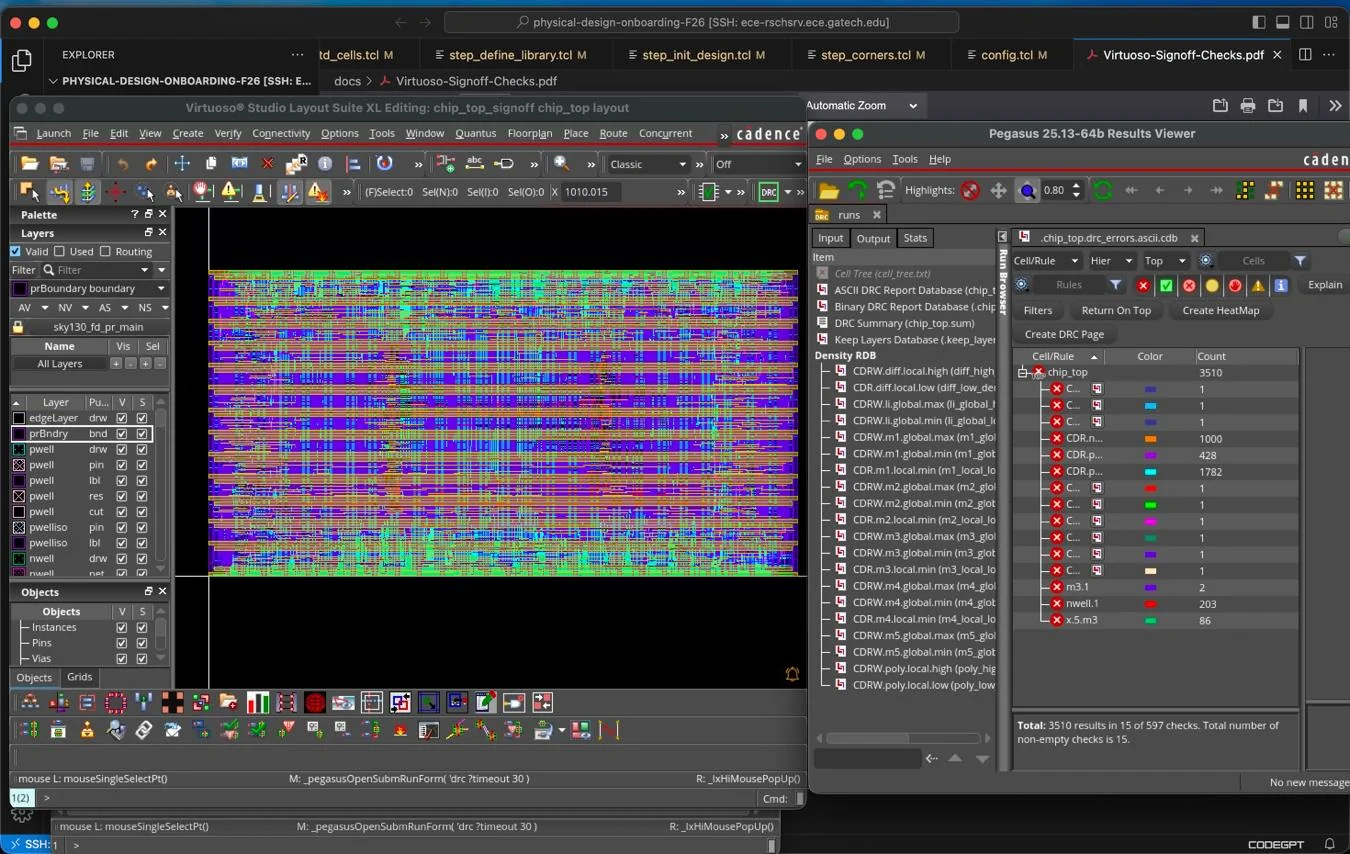 physical-design-onboarding-F26 [SSH: ece-rschsrv.ece.gatech.edu]
EXPLORER
td_cells.tcl M
step_define_library.tcl M
step_init_design.tcl M
step_corners.tcl M
config.tcl M
Virtuoso-Signoff-Checks.pdf
PHYSICAL-DESIGN-ONBOARDING-F26 [SSH: E...
docs > Virtuoso-Signoff-Checks.pdf
Automatic Zoom
Virtuoso® Studio Layout Suite XL Editing: chip_top_signoff chip_top layout
Launch File Edit View Create Verify Connectivity Options Tools Window Quantus Floorplan Place Route Concurrent » cādence®
Classic
Off
(F)Select:0 Sel(N):0 Sel(I):0 Sel(O):0 X 1010.015
DRC
Palette
Layers
Valid Used Routing
Filter Filter
prBoundary boundary
AV NV AS NS
sky130_fd_pr_main
Name Vis Sel
All Layers + - + -
Layer Pu... V S
edgeLayer drw
prBndry bnd
pwell drw
pwell pin
pwell lbl
pwell res
pwell cut
pwelliso pin
pwelliso lbl
nwell drw
nwell net
Objects
Objects V S
Instances
Pins
Vias
Objects Grids
mouse L: mouseSingleSelectPt()
M: _pegasusOpenSubmRunForm( 'drc ?timeout 30 )
R: _lxHiMousePopUp()
1(2) >
Cmd:
mouse L: mouseSingleSelectPt()
M: _pegasusOpenSubmRunForm( 'drc ?timeout 30 )
R: _lxHiMousePopUp()
SSH: 1 >
CODEGPT
Pegasus 25.13-64b Results Viewer
File Options Tools Help
cāden
Highlights: 0.80
DRC runs
Input Output Stats
Item
Cell Tree (cell_tree.txt)
ASCII DRC Report Database (chip_t
Binary DRC Report Database (.chip
DRC Summary (chip_top.sum)
Keep Layers Database (.keep_laye
Density RDB
CDRW.diff.local.high (diff_high
CDR.diff.local.low (diff_low_de
CDRW.li.global.max (li_global_
CDRW.li.global.min (li_global_l
CDRW.m1.global.max (m1_glo
CDRW.m1.global.min (m1_glob
CDR.m1.local.min (m1_local_lo
CDRW.m2.global.max (m2_glo
CDRW.m2.global.min (m2_glob
CDR.m2.local.min (m2_local_lo
CDRW.m3.global.max (m3_glo
CDRW.m3.global.min (m3_glob
CDR.m3.local.min (m3_local_lo
CDRW.m4.global.max (m4_glo
CDRW.m4.global.min (m4_glob
CDR.m4.local.min (m4_local_lo
CDRW.m5.global.max (m5_glo
CDRW.m5.global.min (m5_glob
CDRW.poly.local.high (poly_hig
CDRW.poly.local.low (poly_low
Run Browser
.chip_top.drc_errors.ascii.cdb
Cell/Rule Hier Top Cells
Rules
Explain
Filters Return On Top Create HeatMap
Create DRC Page
Cell/Rule Color Count
chip_top 3510
C... 1
C... 1
C... 1
CDR.n... 1000
CDR.p... 428
CDR.p... 1782
C... 1
C... 1
C... 1
C... 1
C... 1
C... 1
m3.1 2
nwell.1 203
x.5.m3 86
Total: 3510 results in 15 of 597 checks. Total number of
non-empty checks is 15.
No new message